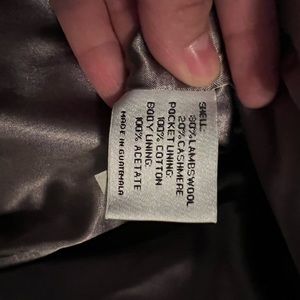 SHELL:
80% LAMBSWOOL
20% CASHMERE
POCKET LINING:
100% COTTON
BODY LINING:
100% ACETATE
MADE IN GUATEMALA